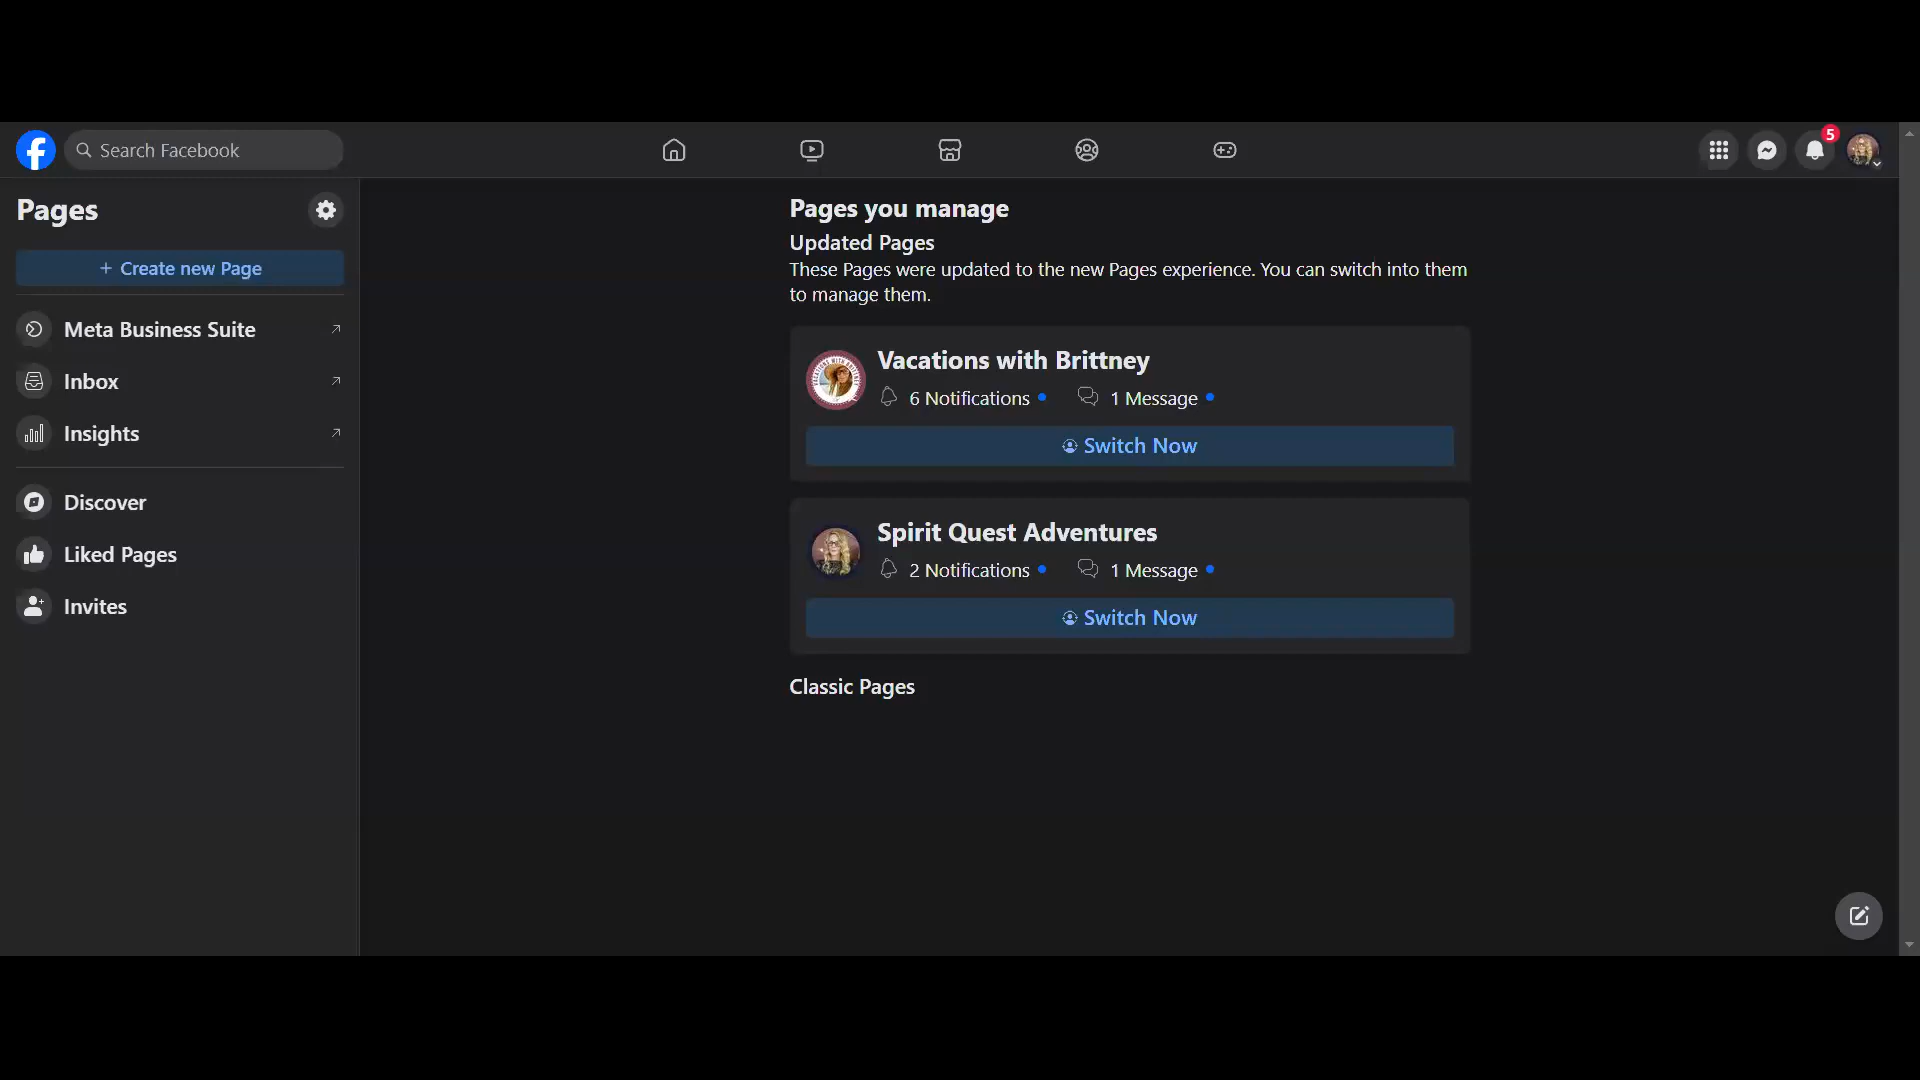 Search Facebook
5
Pages
+ Create new Page
Meta Business Suite
Inbox
Insights
Discover
Liked Pages
Invites
Pages you manage
Updated Pages
These Pages were updated to the new Pages experience. You can switch into them
to manage them.
Vacations with Brittney
6 Notifications
1 Message
Switch Now
Spirit Quest Adventures
2 Notifications
1 Message
Switch Now
Classic Pages